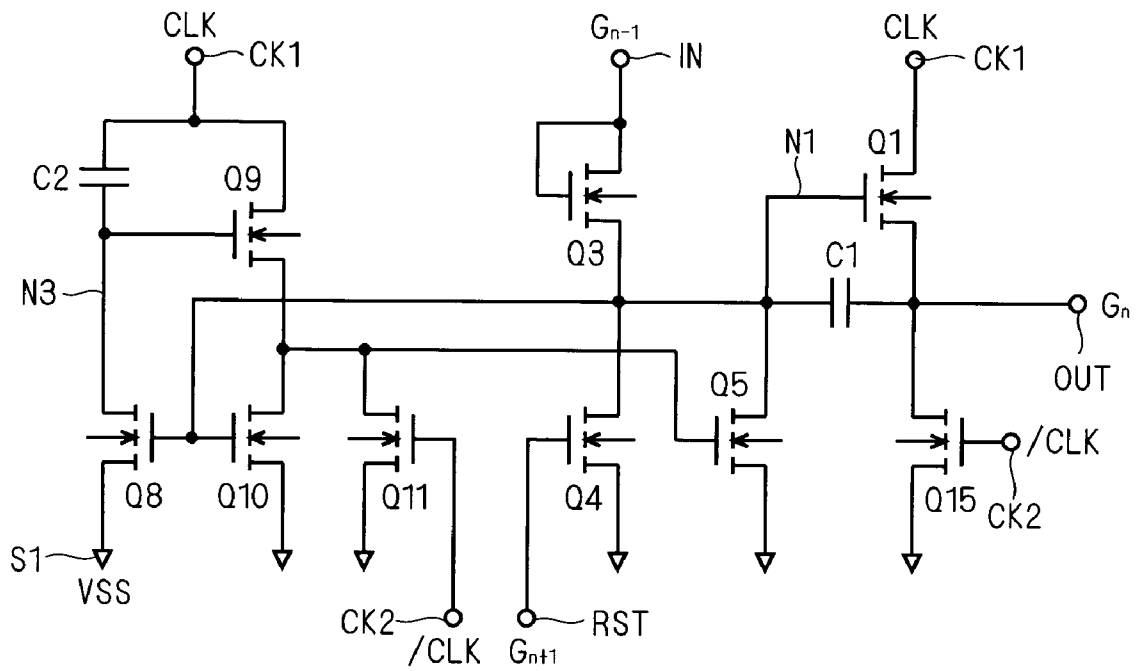 CLK
CK1
Gn-1
IN
CLK
CK1
C2
Q9
Q3
N1
Q1
C1
N3
Gn
OUT
Q5
Q8
Q10
Q11
Q4
Q15
/CLK
CK2
S1
VSS
CK2
/CLK
RST
Gn+1